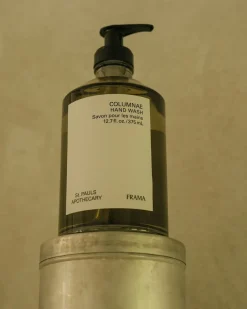 COLUMNAE
HAND WASH
Savon pour les mains
12.7 fl. oz. / 375 mL
St. PAULS
APOTHECARY
FRAMA